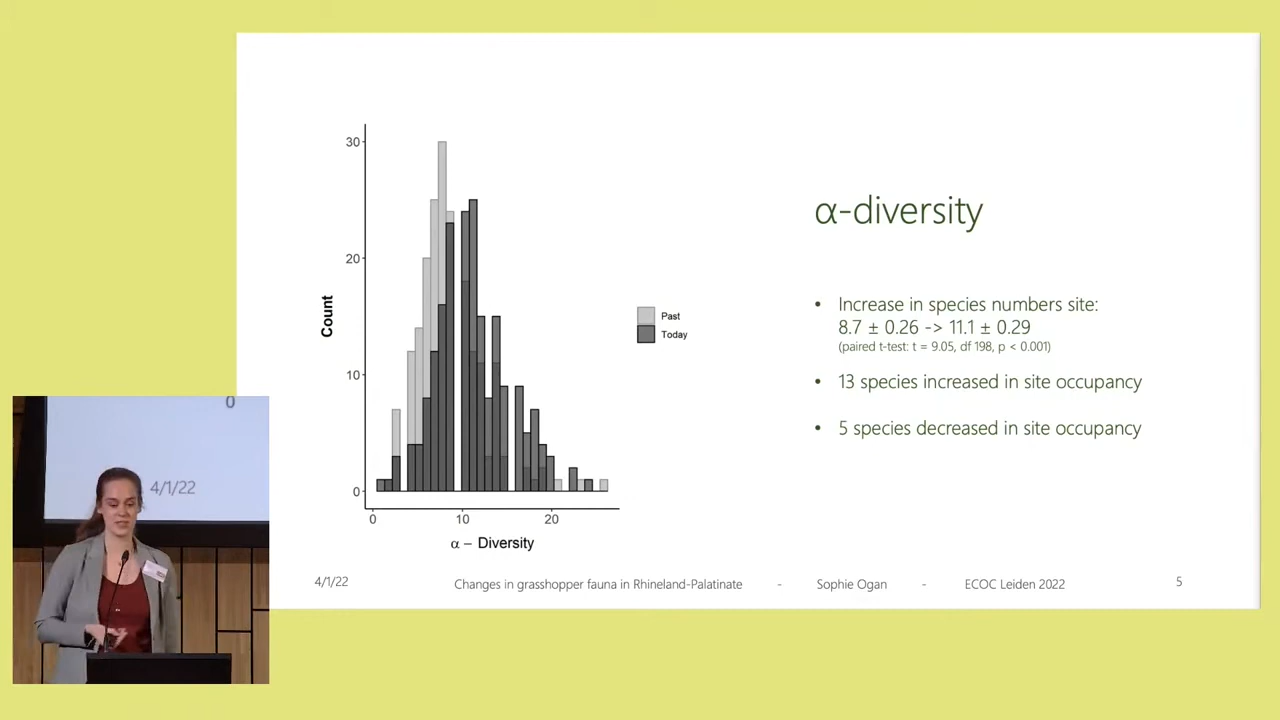 30
20
10
0
Count
0
10
20
α – Diversity
Past
Today
α-diversity
• Increase in species numbers site:
8.7 ± 0.26 -> 11.1 ± 0.29
(paired t-test: t = 9.05, df 198, p < 0.001)
• 13 species increased in site occupancy
• 5 species decreased in site occupancy
4/1/22
Changes in grasshopper fauna in Rhineland-Palatinate - Sophie Ogan - ECOC Leiden 2022
5
0
4/1/22